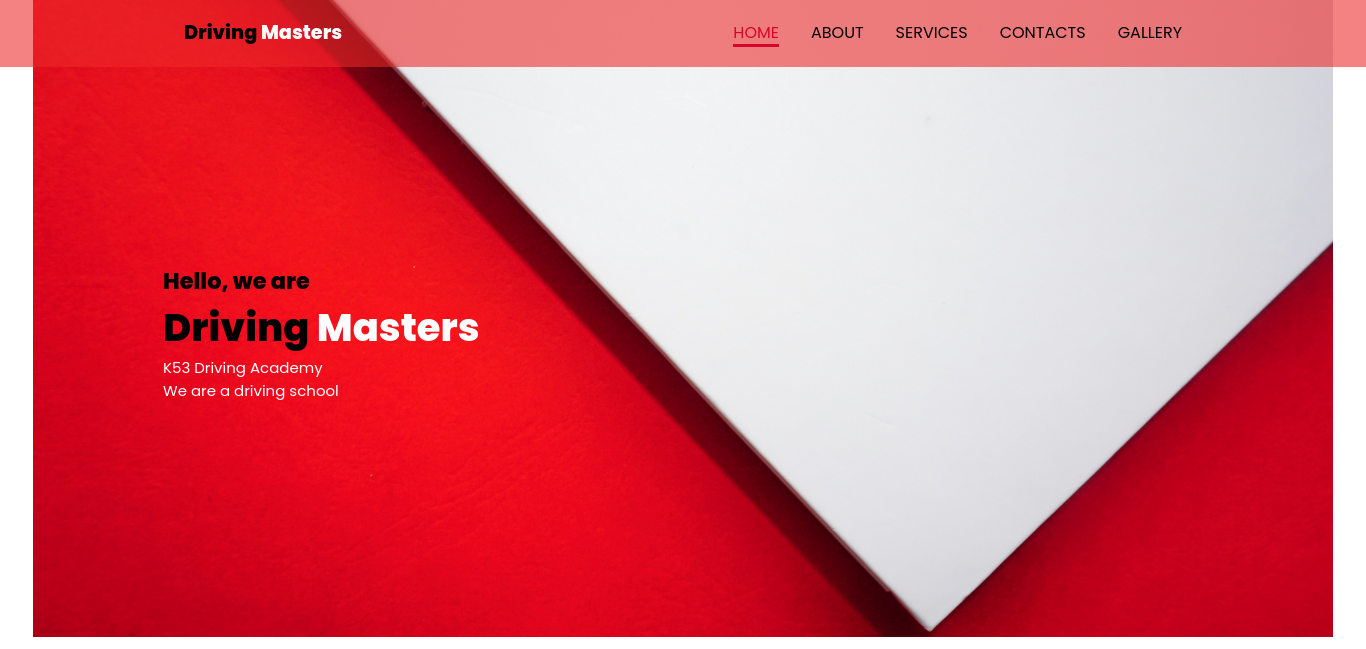 Driving Masters
HOME ABOUT SERVICES CONTACTS GALLERY
Hello, we are
Driving Masters
K53 Driving Academy
We are a driving school